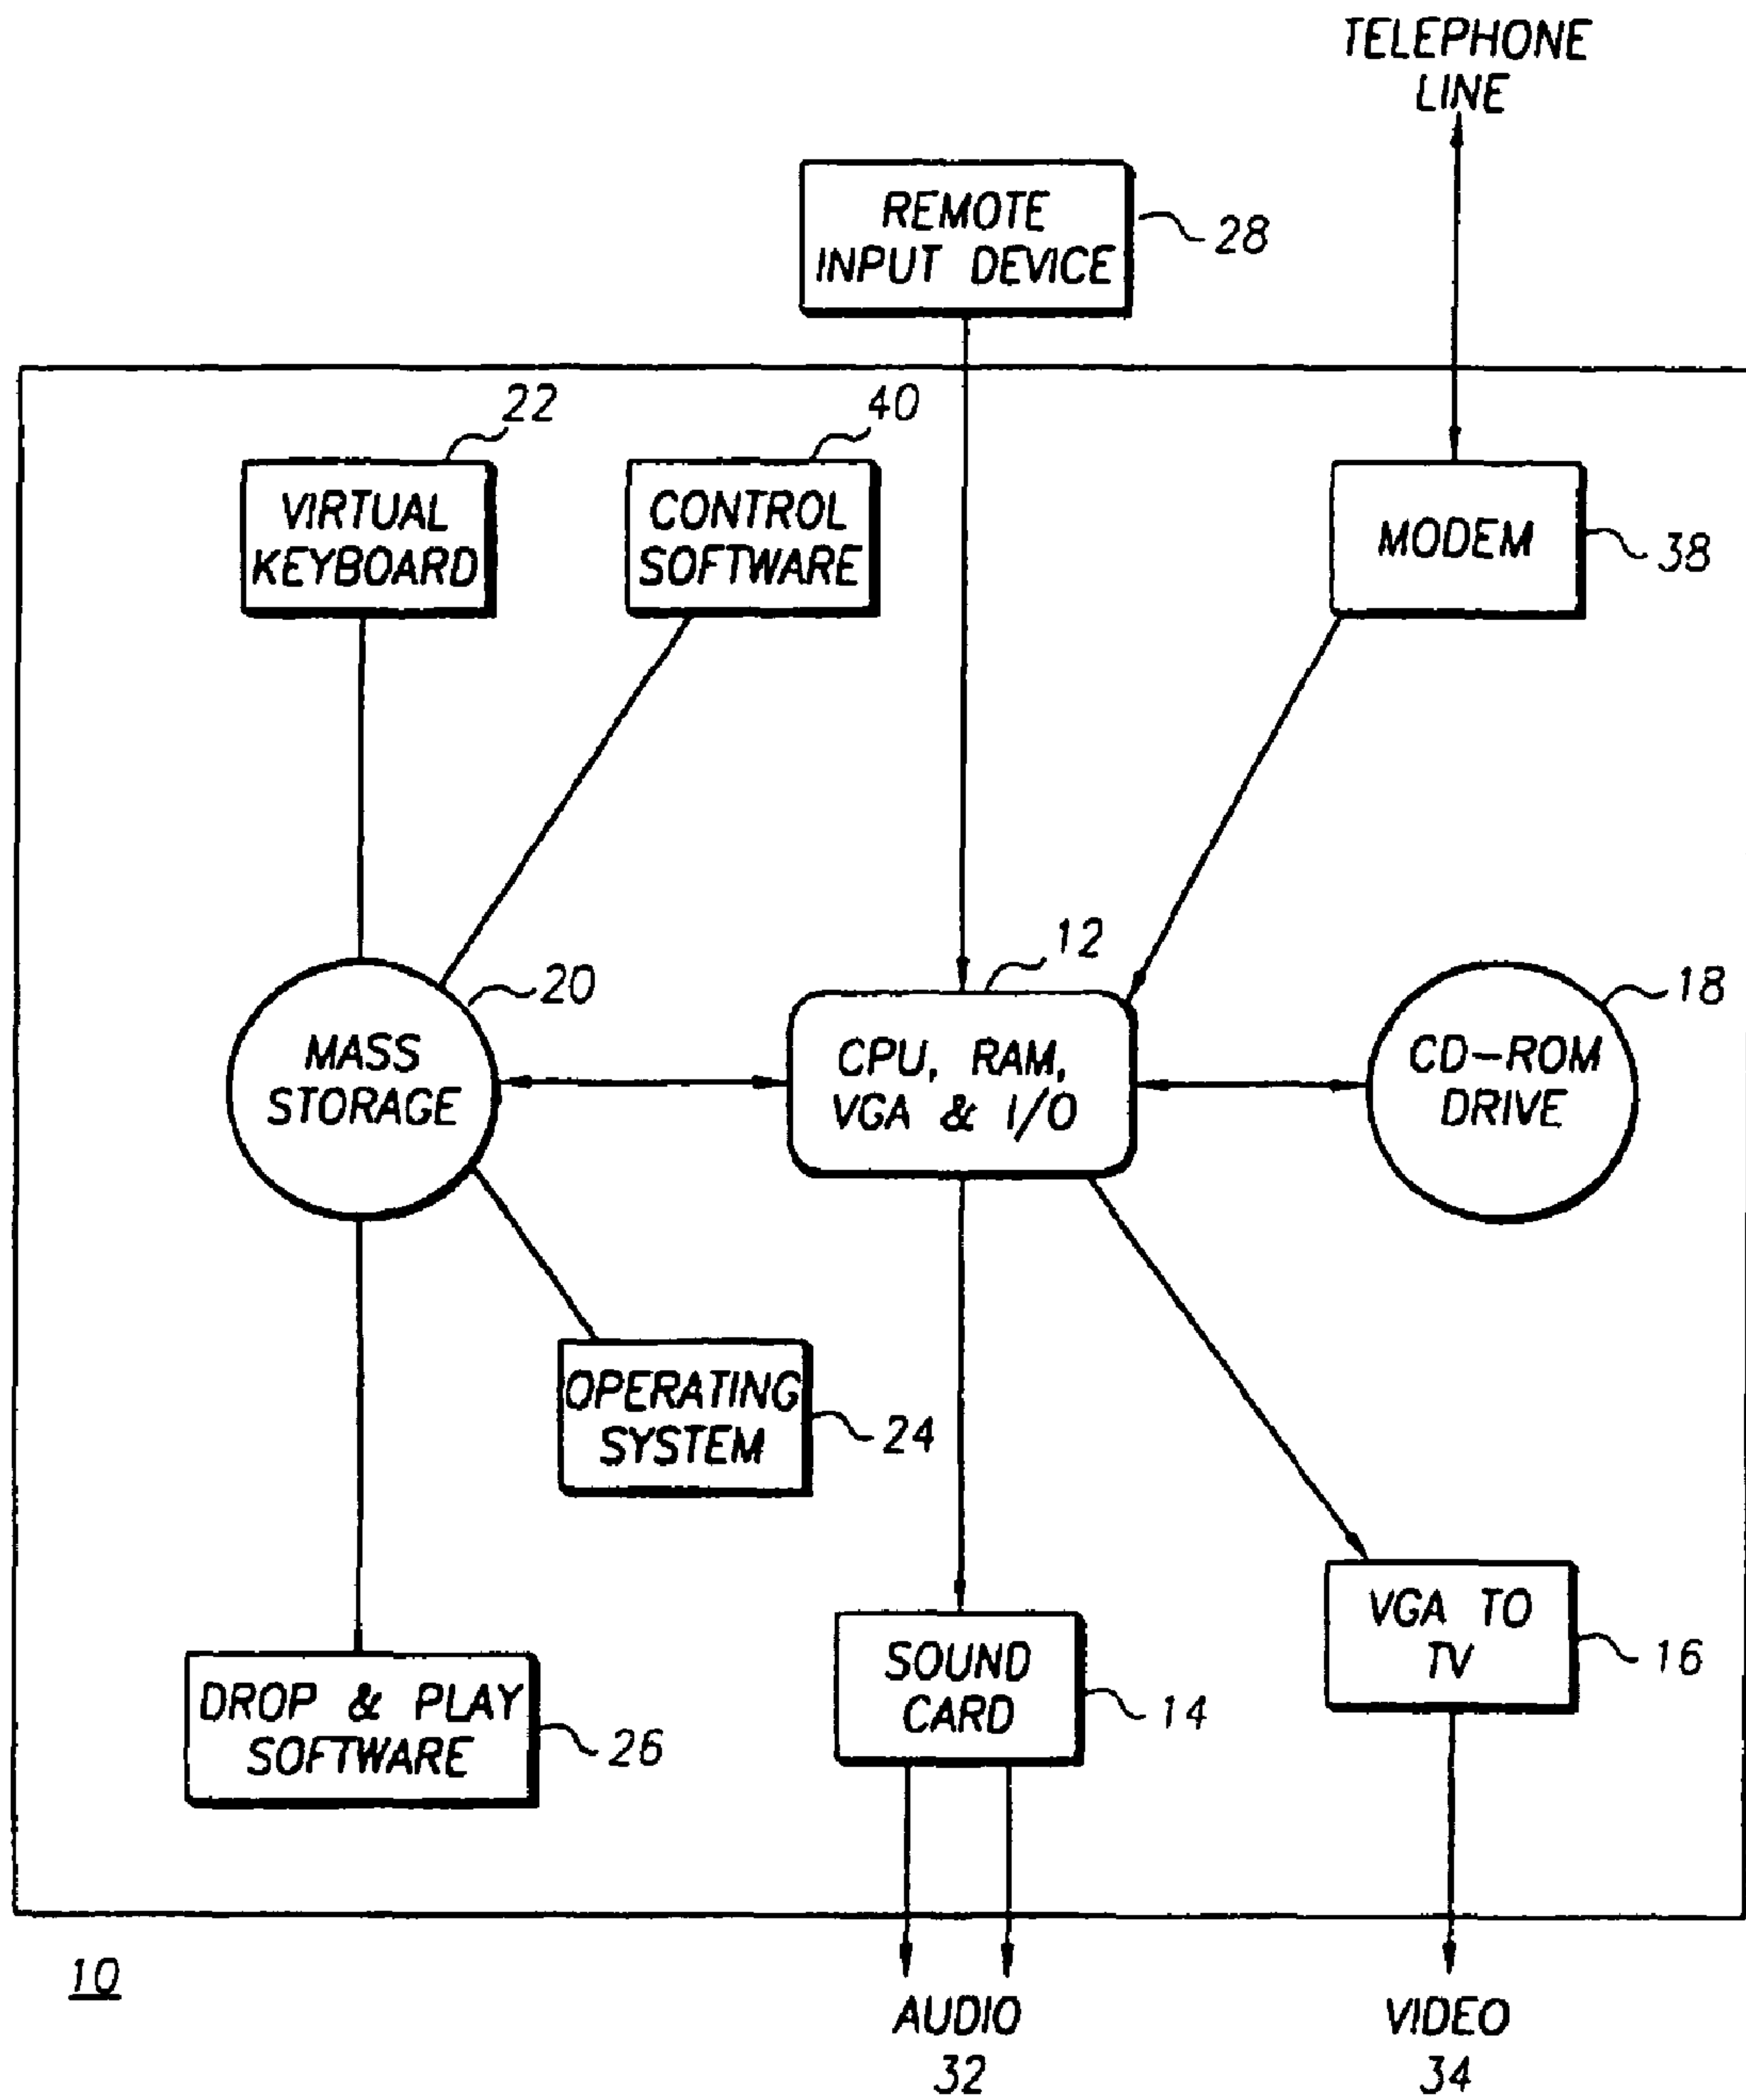 TELEPHONE
LINE
REMOTE
INPUT DEVICE
28
22
40
VIRTUAL
KEYBOARD
CONTROL
SOFTWARE
MODEM
38
12
20
18
MASS
STORAGE
CPU, RAM,
VGA & I/O
CD-ROM
DRIVE
OPERATING
SYSTEM
24
VGA TO
TV
16
SOUND
CARD
14
DROP & PLAY
SOFTWARE
26
10
AUDIO
32
VIDEO
34